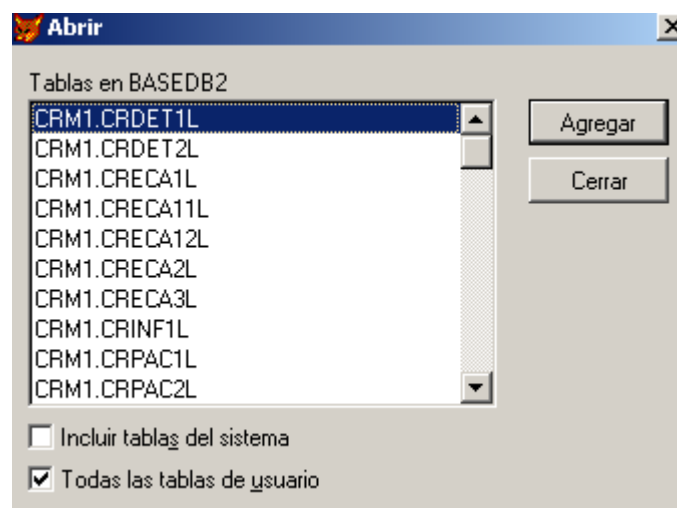 Abrir
Tablas en BASEDB2
CRM1.CRDET1L
CRM1.CRDET2L
CRM1.CRECA1L
CRM1.CRECA11L
CRM1.CRECA12L
CRM1.CRECA2L
CRM1.CRECA3L
CRM1.CRINF1L
CRM1.CRPAC1L
CRM1.CRPAC2L
Agregar
Cerrar
Incluir tablas del sistema
Todas las tablas de usuario